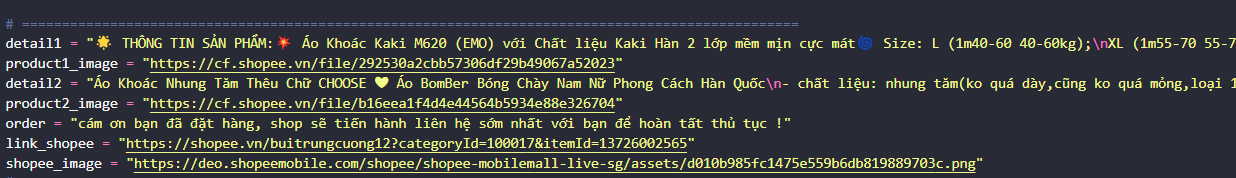 # ==================================================================================================
detail1 = "🌟 THÔNG TIN SẢN PHẨM:💥 Áo Khoác Kaki M620 (EMO) với Chất liệu Kaki Hàn 2 lớp mềm mịn cực mát🌀 Size: L (1m40-60 40-60kg);\nXL (1m55-70 55-7
product1_image = "https://cf.shopee.vn/file/292530a2cbb57306df29b49067a52023"
detail2 = "Áo Khoác Nhung Tăm Thêu Chữ CHOOSE ❤ Áo BomBer Bóng Chày Nam Nữ Phong Cách Hàn Quốc\n- chất liệu: nhung tăm(ko quá dày,cũng ko quá mỏng,loại 1
product2_image = "https://cf.shopee.vn/file/b16eea1f4d4e44564b5934e88e326704"
order = "cám ơn bạn đã đặt hàng, shop sẽ tiến hành liên hệ sớm nhất với bạn để hoàn tất thủ tục !"
link_shopee = "https://shopee.vn/buitrungcuong12?categoryId=100017&itemId=13726002565"
shopee_image = "https://deo.shopeemobile.com/shopee/shopee-mobilemall-live-sg/assets/d010b985fc1475e559b6db819889703c.png"